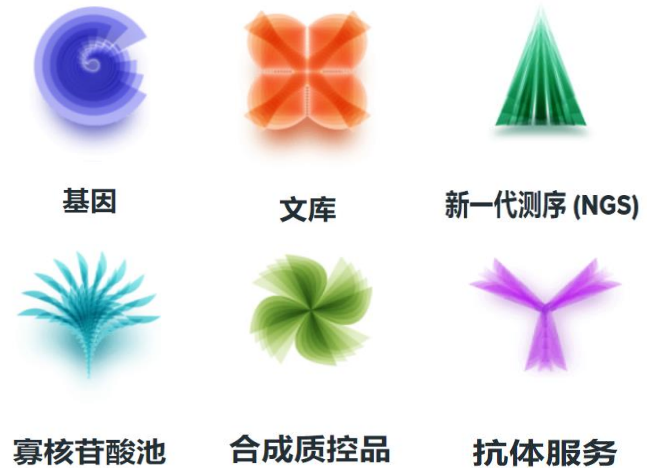 基因
文库
新一代测序 (NGS)
寡核苷酸池
合成质控品
抗体服务